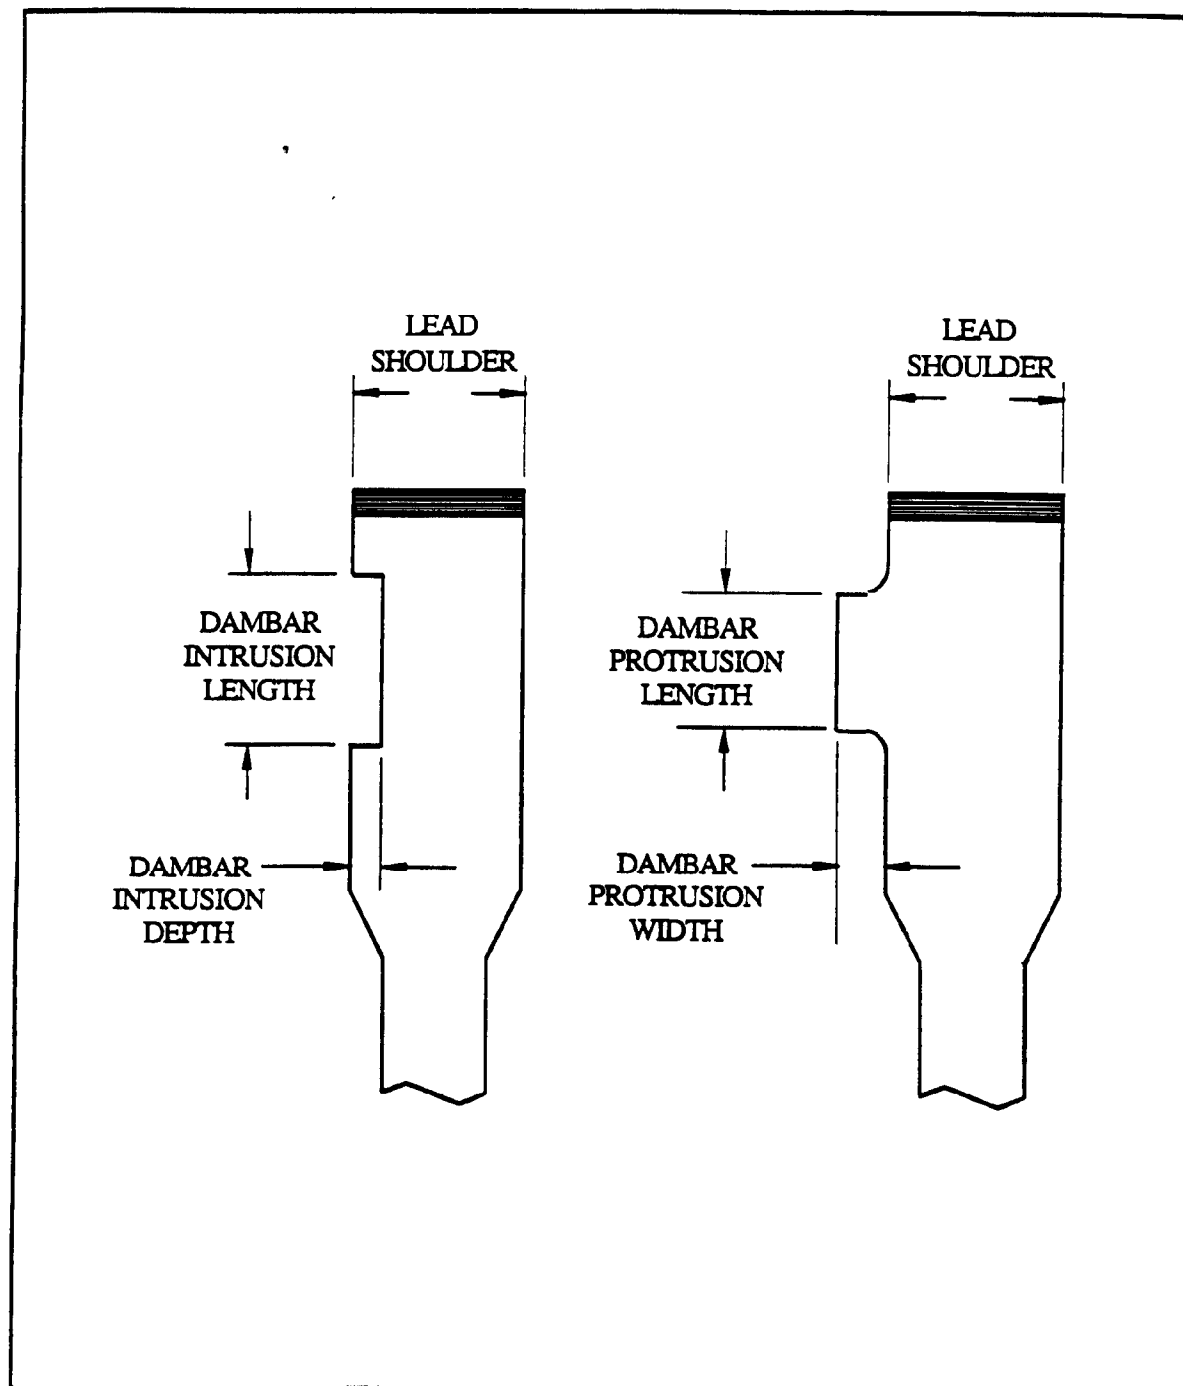 LEAD
SHOULDER
LEAD
SHOULDER
DAMBAR
INTRUSION
LENGTH
DAMBAR
PROTRUSION
LENGTH
DAMBAR
INTRUSION
DEPTH
DAMBAR
PROTRUSION
WIDTH